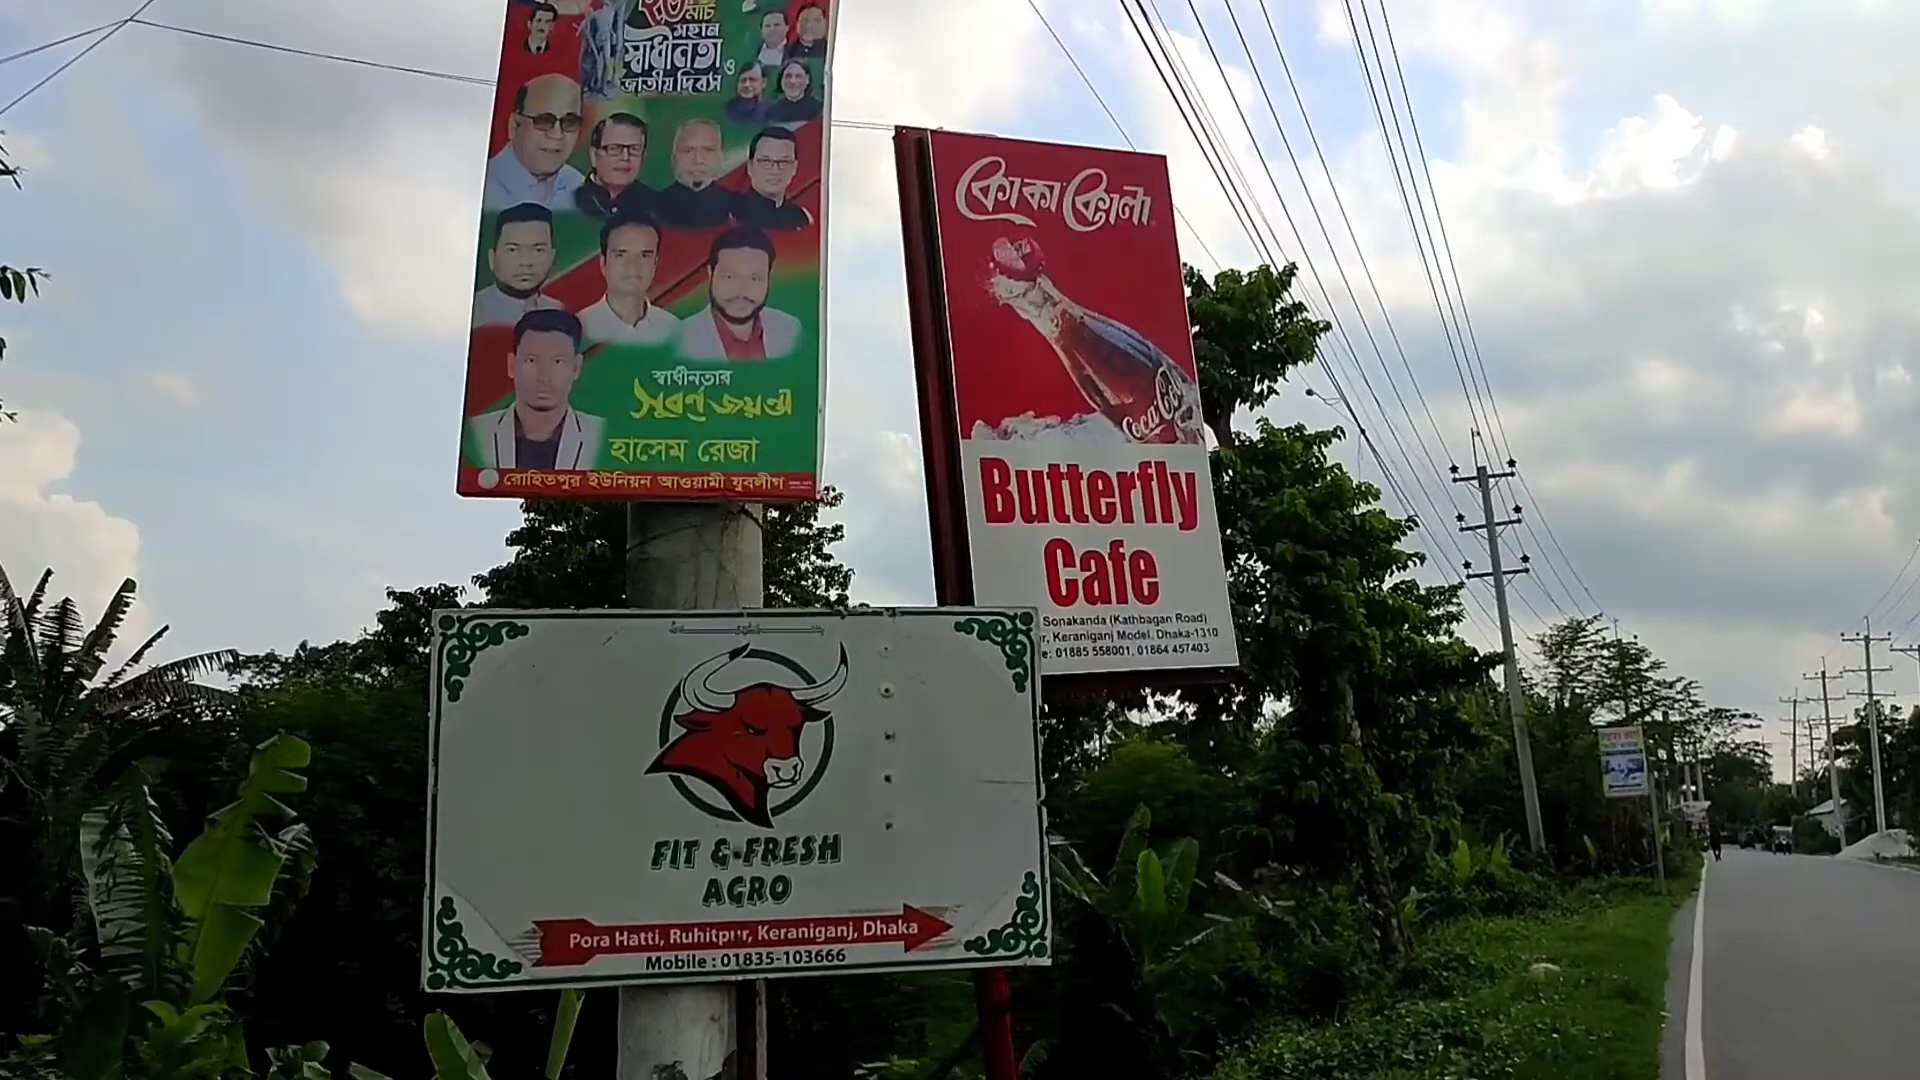 ২৬ মার্চ
মহান
স্বাধীনতা ও
জাতীয় দিবস
স্বাধীনতার
সুবর্ণ জয়ন্তী
হাসেম রেজা
রোহিতপুর ইউনিয়ন আওয়ামী যুবলীগ
কোকা কোলা
Coca-Cola
Butterfly
Cafe
Sonakanda (Kathbagan Road)
Keraniganj Model, Dhaka-1310
01885 558001, 01864 457403
FIT & FRESH
AGRO
Pora Hatti, Ruhitpur, Keraniganj, Dhaka
Mobile : 01835-103666